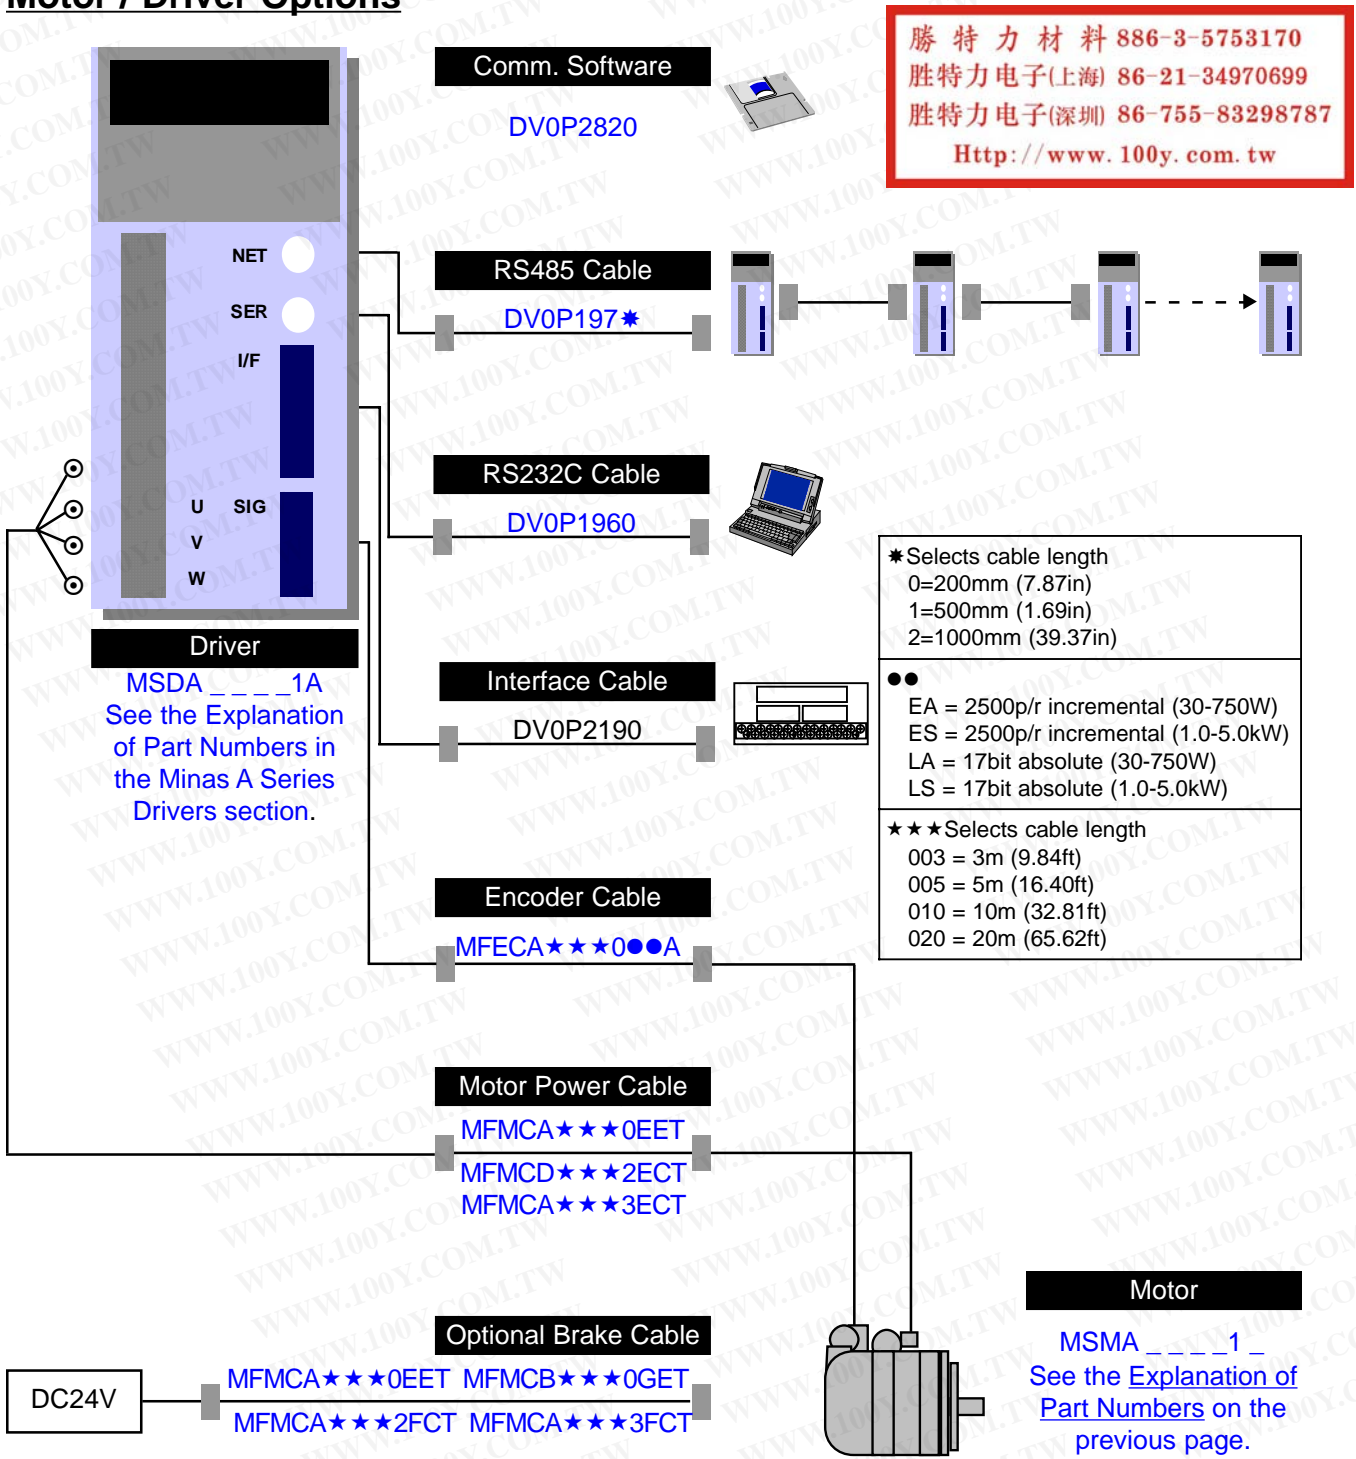 Motor / Driver Options
勝 特 力 材 料 886-3-5753170
胜特力电子(上海) 86-21-34970699
胜特力电子(深圳) 86-755-83298787
Http://www.100y.com.tw
Comm. Software
DV0P2820
NET
SER
I/F
U
V
W
SIG
RS485 Cable
DV0P197✱
RS232C Cable
DV0P1960
Driver
MSDA _ _ _ _1A
See the Explanation
of Part Numbers in
the Minas A Series
Drivers section.
Interface Cable
DV0P2190
✱Selects cable length
0=200mm (7.87in)
1=500mm (1.69in)
2=1000mm (39.37in)
●●
EA = 2500p/r incremental (30-750W)
ES = 2500p/r incremental (1.0-5.0kW)
LA = 17bit absolute (30-750W)
LS = 17bit absolute (1.0-5.0kW)
★★★Selects cable length
003 = 3m (9.84ft)
005 = 5m (16.40ft)
010 = 10m (32.81ft)
020 = 20m (65.62ft)
Encoder Cable
MFECA★★★0●●A
Motor Power Cable
MFMCA★★★0EET
MFMCD★★★2ECT
MFMCA★★★3ECT
Optional Brake Cable
DC24V
MFMCA★★★0EET MFMCB★★★0GET
MFMCA★★★2FCT MFMCA★★★3FCT
Motor
MSMA _ _ _ _1 _
See the Explanation of
Part Numbers on the
previous page.
WWW.100Y.COM.TW